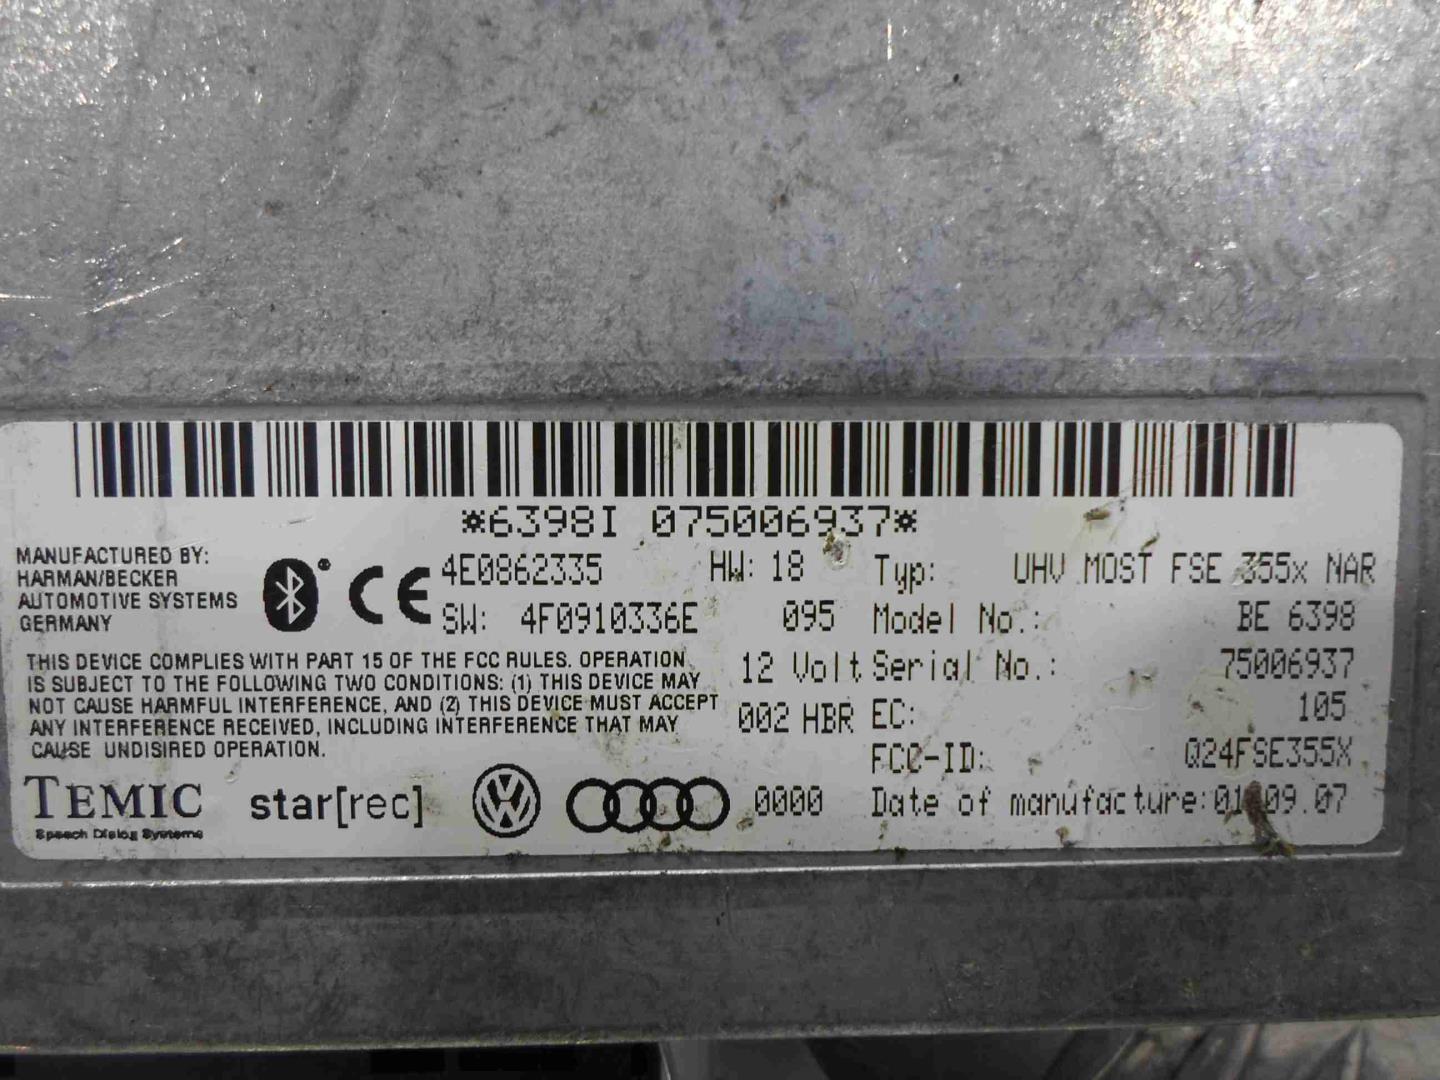 *6398I 075006937*
MANUFACTURED BY:
HARMAN/BECKER
AUTOMOTIVE SYSTEMS
GERMANY
CE
4E0862335 HW: 18
SW: 4F0910336E 095
12 Volt
002 HBR
0000
Typ: UHV MOST FSE 355x NAR
Model No.: BE 6398
Serial No.: 75006937
EC: 105
FCC-ID: Q24FSE355X
Date of manufacture: 09.07
THIS DEVICE COMPLIES WITH PART 15 OF THE FCC RULES. OPERATION
IS SUBJECT TO THE FOLLOWING TWO CONDITIONS: (1) THIS DEVICE MAY
NOT CAUSE HARMFUL INTERFERENCE, AND (2) THIS DEVICE MUST ACCEPT
ANY INTERFERENCE RECEIVED, INCLUDING INTERFERENCE THAT MAY
CAUSE UNDISIRED OPERATION.
TEMIC
Speech Dialog Systems
star[rec]